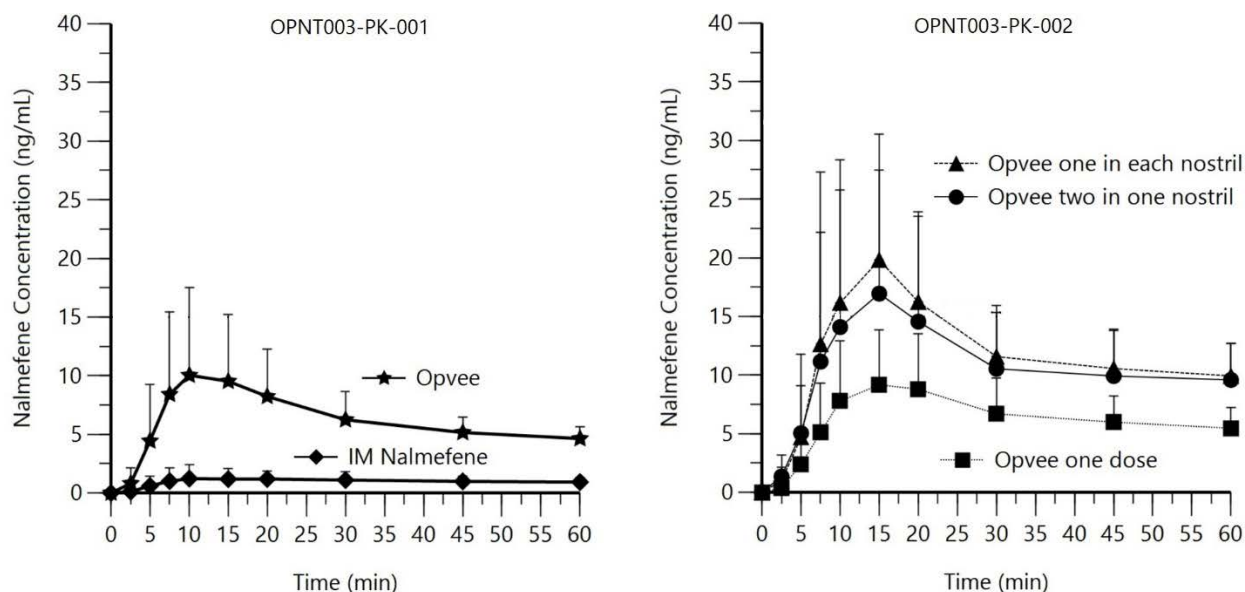 OPNT003-PK-001
Nalmefene Concentration (ng/mL)
40
35
30
25
20
15
10
5
0
Opvee
IM Nalmefene
0 5 10 15 20 25 30 35 40 45 50 55 60
Time (min)
OPNT003-PK-002
Nalmefene Concentration (ng/mL)
40
35
30
25
20
15
10
5
0
Opvee one in each nostril
Opvee two in one nostril
Opvee one dose
0 5 10 15 20 25 30 35 40 45 50 55 60
Time (min)